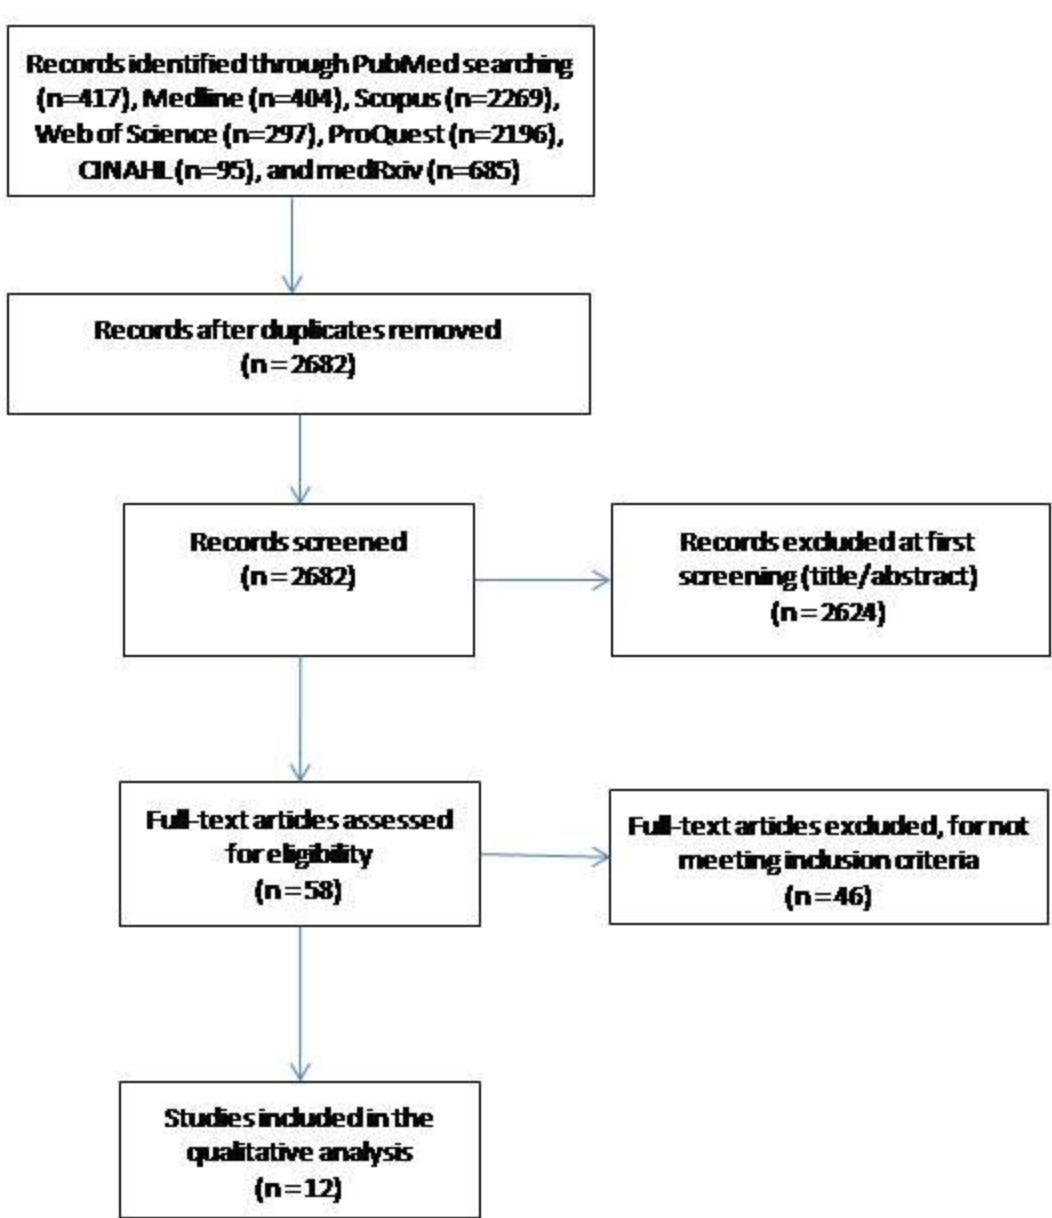 Records identified through PubMed searching
(n=417), Medline (n=404), Scopus (n=2269),
Web of Science (n=297), ProQuest (n=2196),
CINAHL (n=95), and medRxiv (n=685)
Records after duplicates removed
(n = 2682)
Records screened
(n = 2682)
Records excluded at first
screening (title/abstract)
(n = 2624)
Full-text articles assessed
for eligibility
(n = 58)
Full-text articles excluded, for not
meeting inclusion criteria
(n = 46)
Studies included in the
qualitative analysis
(n = 12)